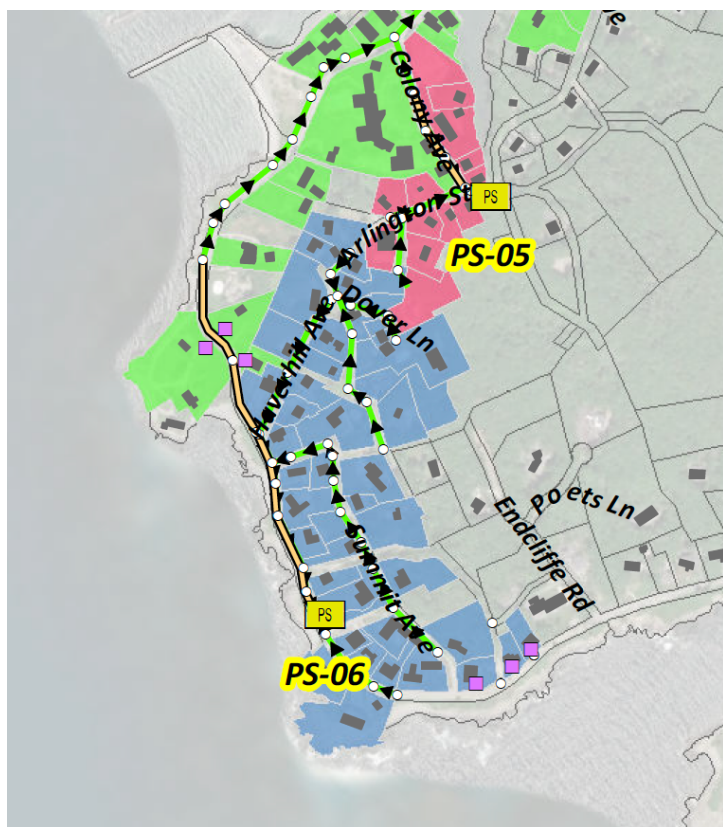 Colony Ave
PS
Arlington St
PS-05
Dover Ln
Haverhill Ave
Poets Ln
Endcliffe Rd
Summit Ave
PS
PS-06